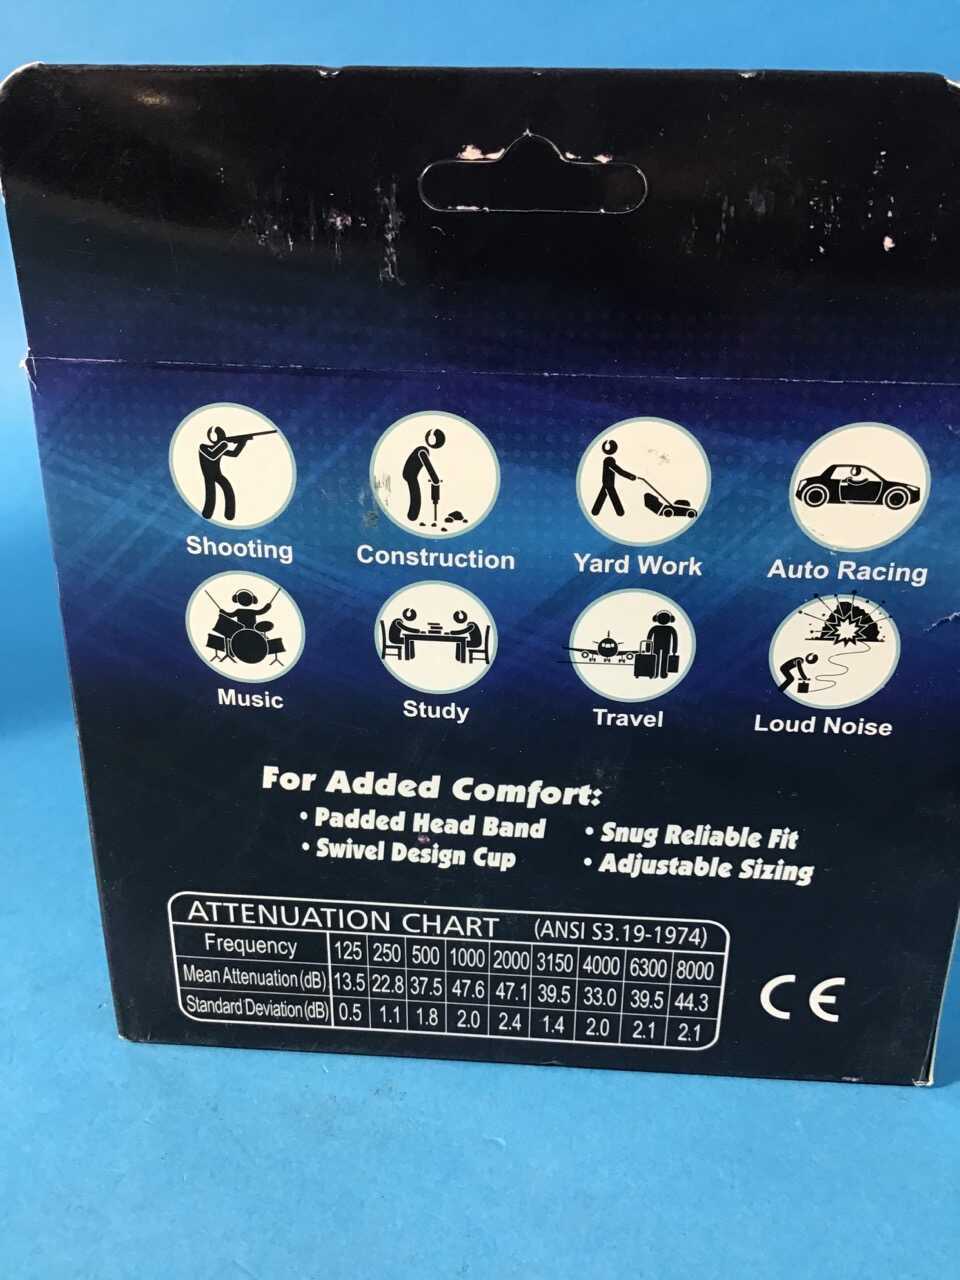 Shooting Construction Yard Work Auto Racing
Music Study Travel Loud Noise
For Added Comfort:
• Padded Head Band • Snug Reliable Fit
• Swivel Design Cup • Adjustable Sizing
ATTENUATION CHART (ANSI S3.19-1974)
Frequency 125 250 500 1000 2000 3150 4000 6300 8000
Mean Attenuation (dB) 13.5 22.8 37.5 47.6 47.1 39.5 33.0 39.5 44.3
Standard Deviation (dB) 0.5 1.1 1.8 2.0 2.4 1.4 2.0 2.1 2.1
CE